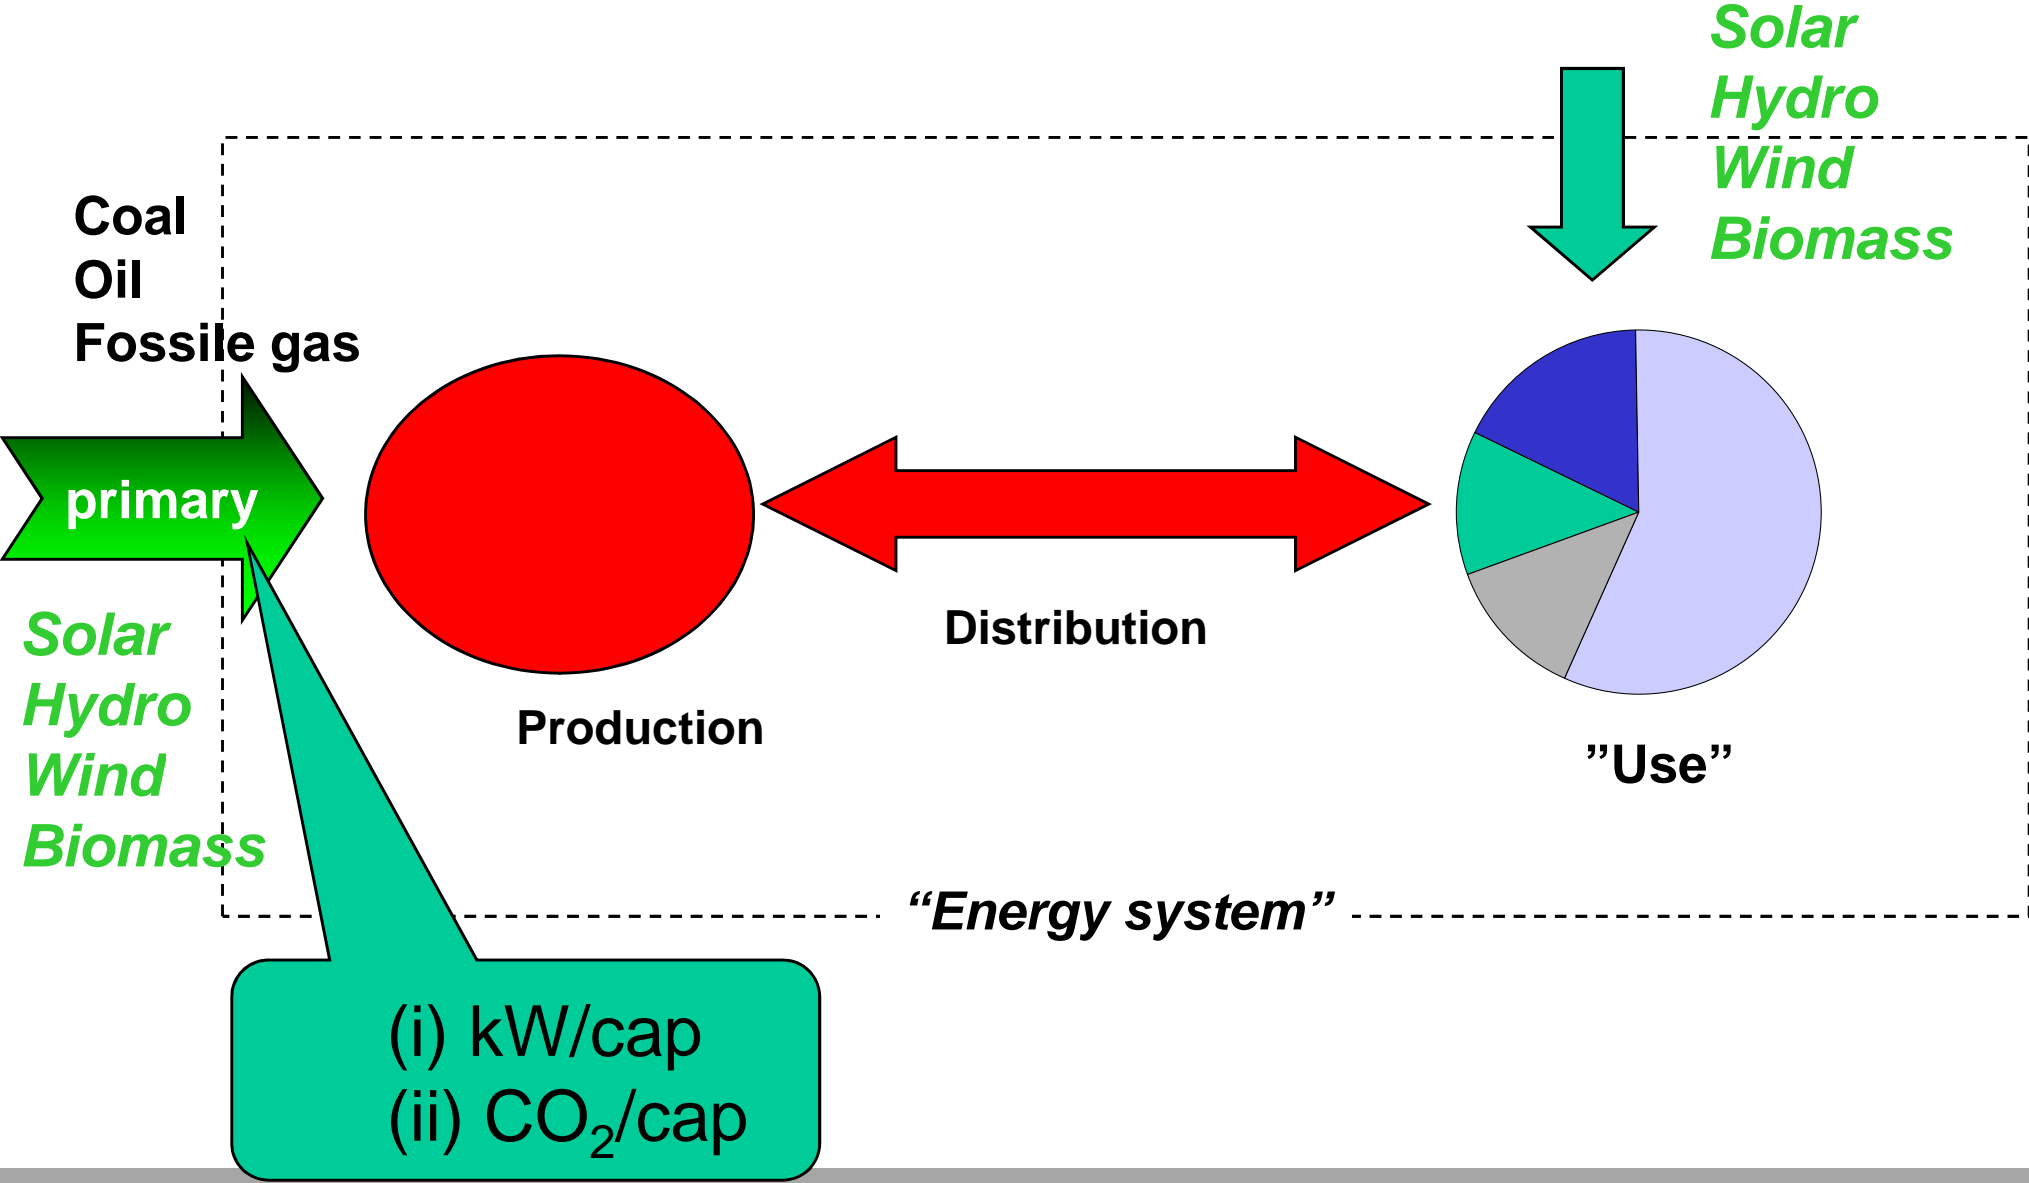 Solar
Hydro
Wind
Biomass
Coal
Oil
Fossile gas
primary
Solar
Hydro
Wind
Biomass
Distribution
Production
”Use”
“Energy system”
(i) kW/cap
(ii) CO₂/cap